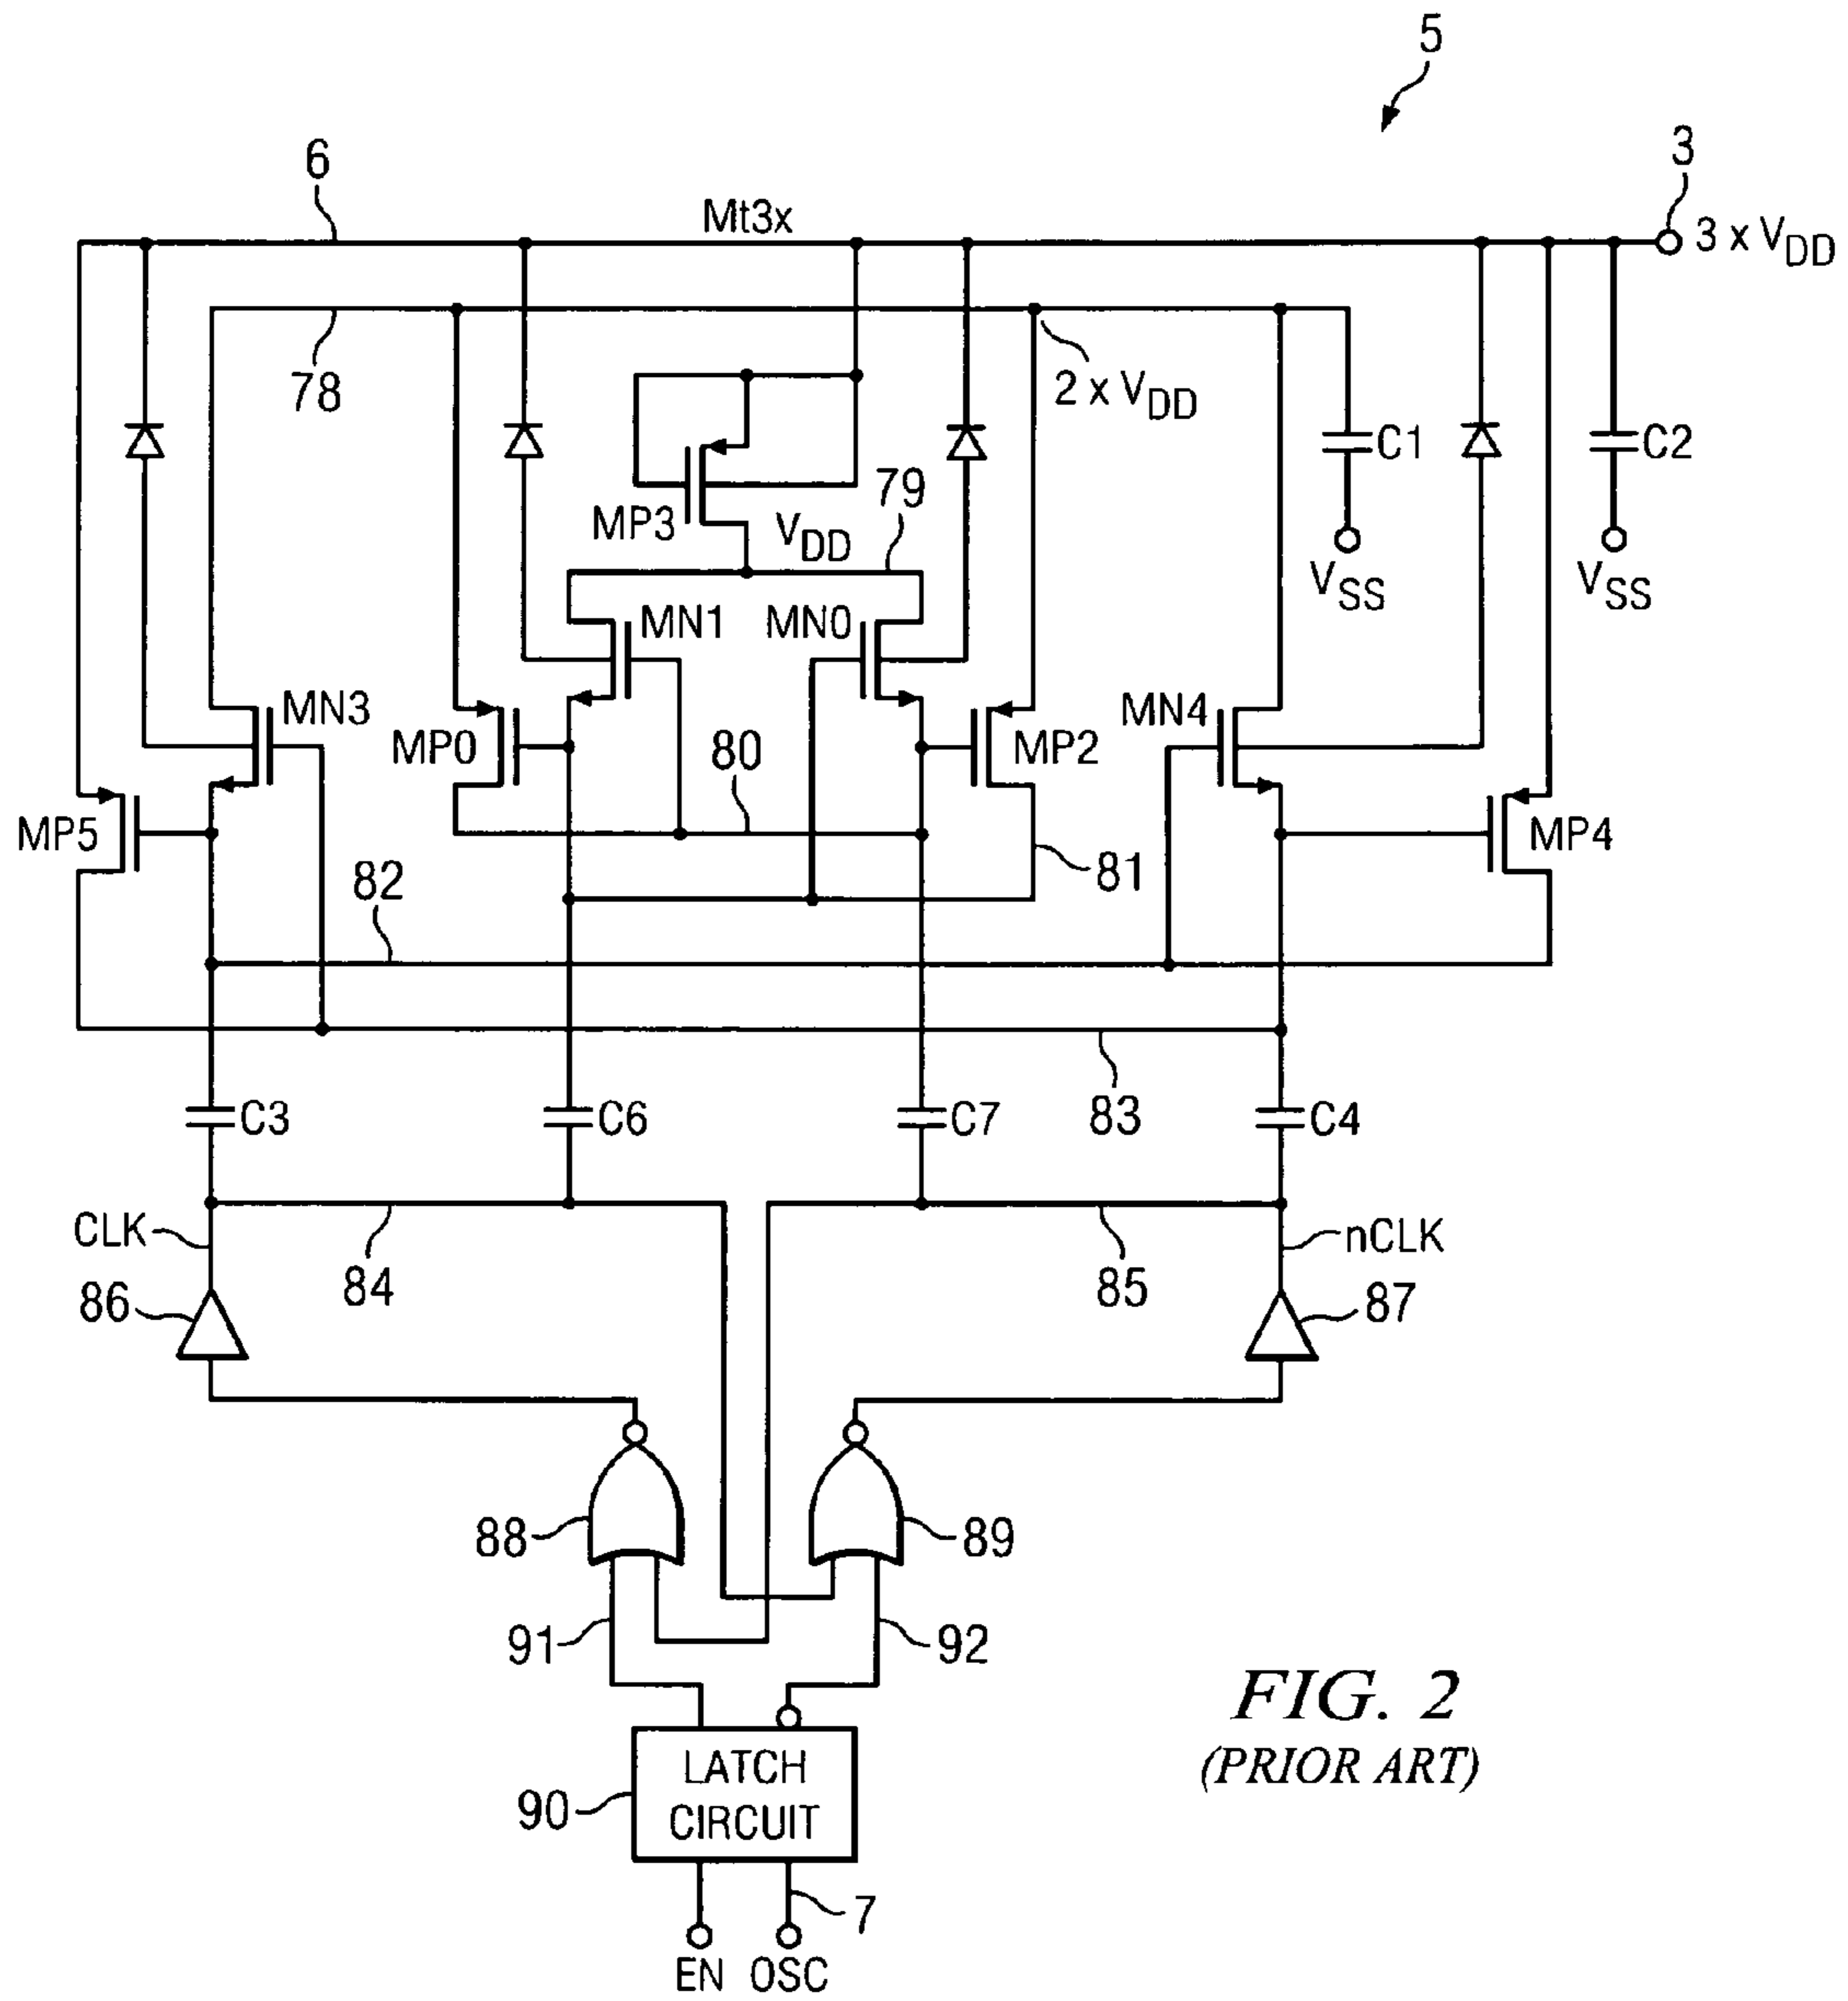 5
6
Mt3x
3
3 x VDD
78
2 x VDD
C1
C2
MP3
VDD
79
VSS
VSS
MN1
MN0
MN3
MP0
80
MP2
MN4
MP5
82
81
MP4
C3
C6
C7
83
C4
CLK
84
85
nCLK
86
87
88
89
91
92
LATCH
CIRCUIT
90
7
EN
OSC
FIG. 2
(PRIOR ART)